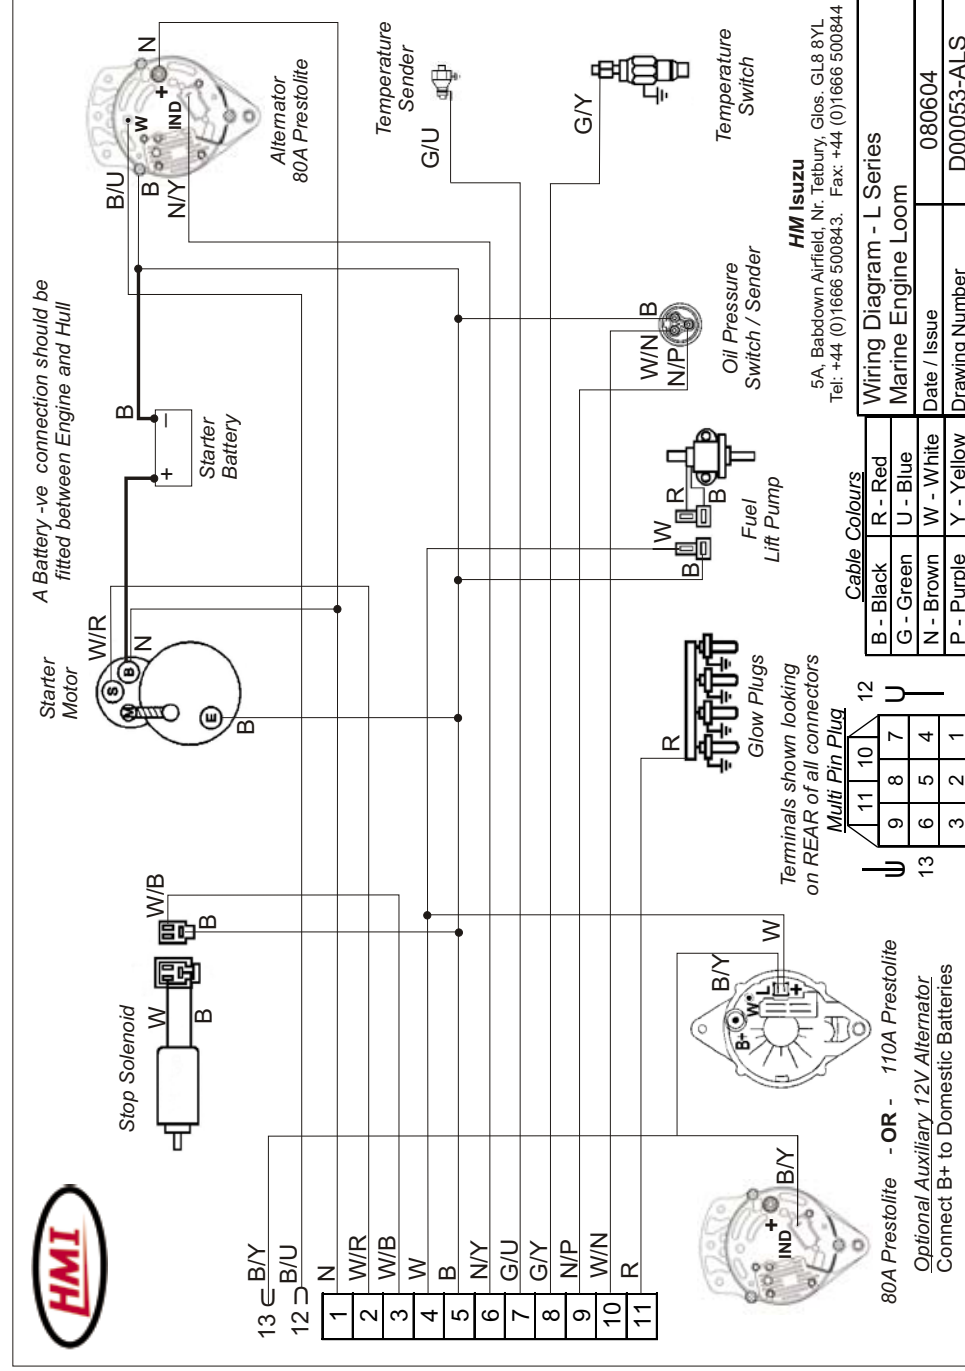 HMI
A Battery -ve connection should be
fitted between Engine and Hull
Stop Solenoid
W
B
W/B
B
Starter
Motor
W/R
S
B
M
E
N
B
B
+
−
Starter
Battery
B/U
B
N/Y
N
W
+
IND
Alternator
80A Prestolite
Temperature
Sender
G/U
G/Y
Temperature
Switch
13
B/Y
12
B/U
1
N
2
W/R
3
W/B
4
W
5
B
6
N/Y
7
G/U
8
G/Y
9
N/P
10
W/N
11
R
R
Glow Plugs
W
B
R
B
Fuel
Lift Pump
W/N
N/P
B
Oil Pressure
Switch / Sender
B/Y
+
IND
B/Y
W
B+
W
L
+
80A Prestolite - OR - 110A Prestolite
Optional Auxiliary 12V Alternator
Connect B+ to Domestic Batteries
Terminals shown looking
on REAR of all connectors
Multi Pin Plug
11 10
9 8 7
6 5 4
3 2 1
13
12
Cable Colours
B - Black R - Red
G - Green U - Blue
N - Brown W - White
P - Purple Y - Yellow
HM Isuzu
5A, Babdown Airfield, Nr. Tetbury, Glos. GL8 8YL
Tel: +44 (0)1666 500843. Fax: +44 (0)1666 500844
Wiring Diagram - L Series
Marine Engine Loom
Date / Issue 080604
Drawing Number D00053-ALS